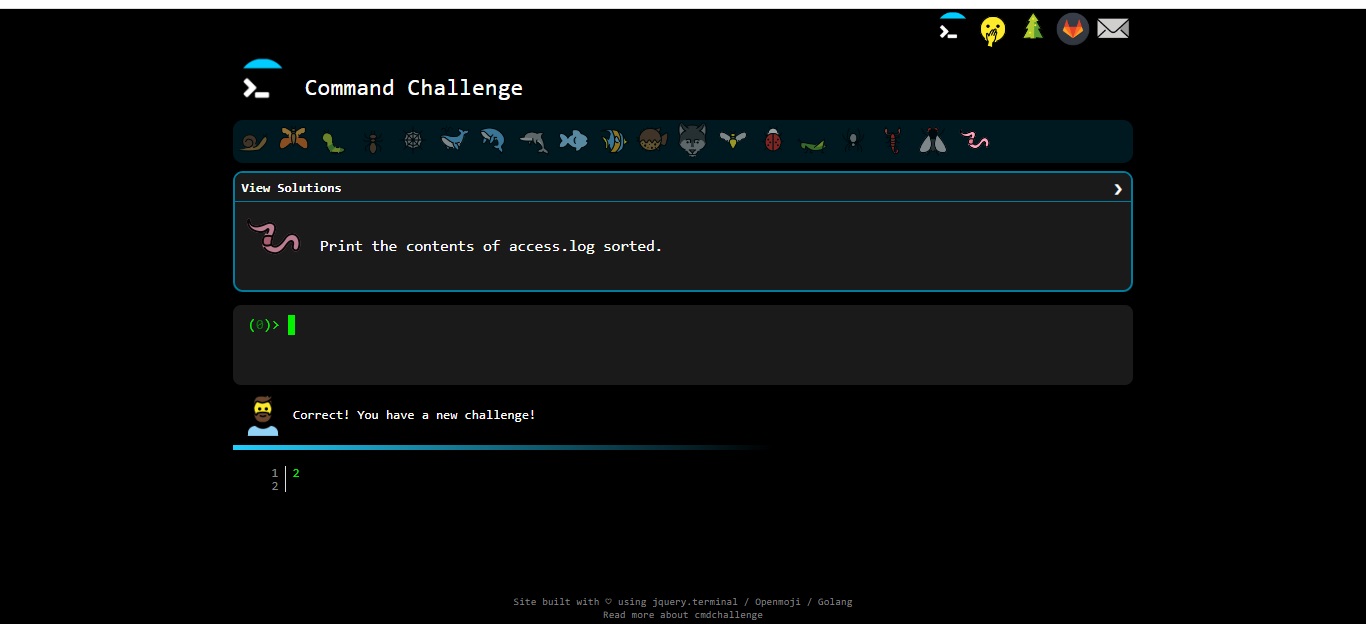 Command Challenge
View Solutions ❯
Print the contents of access.log sorted.
(0)>
Correct! You have a new challenge!
1 2
2
Site built with ♡ using jquery.terminal / Openmoji / Golang
Read more about cmdchallenge